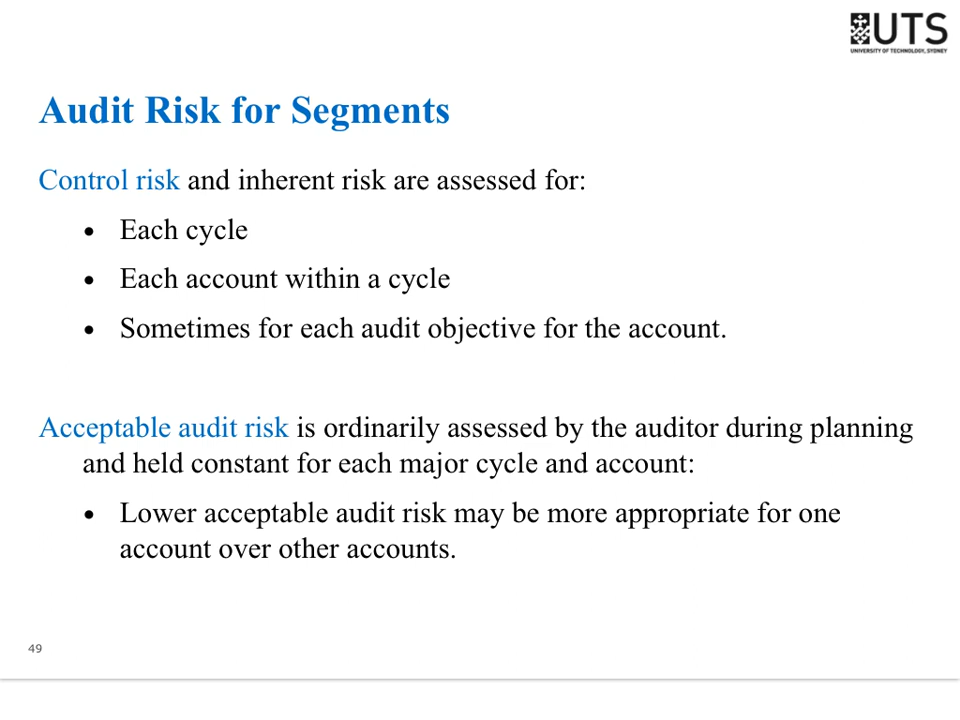 UTS
UNIVERSITY OF TECHNOLOGY, SYDNEY
Audit Risk for Segments
Control risk and inherent risk are assessed for:
• Each cycle
• Each account within a cycle
• Sometimes for each audit objective for the account.
Acceptable audit risk is ordinarily assessed by the auditor during planning
and held constant for each major cycle and account:
• Lower acceptable audit risk may be more appropriate for one
account over other accounts.
49